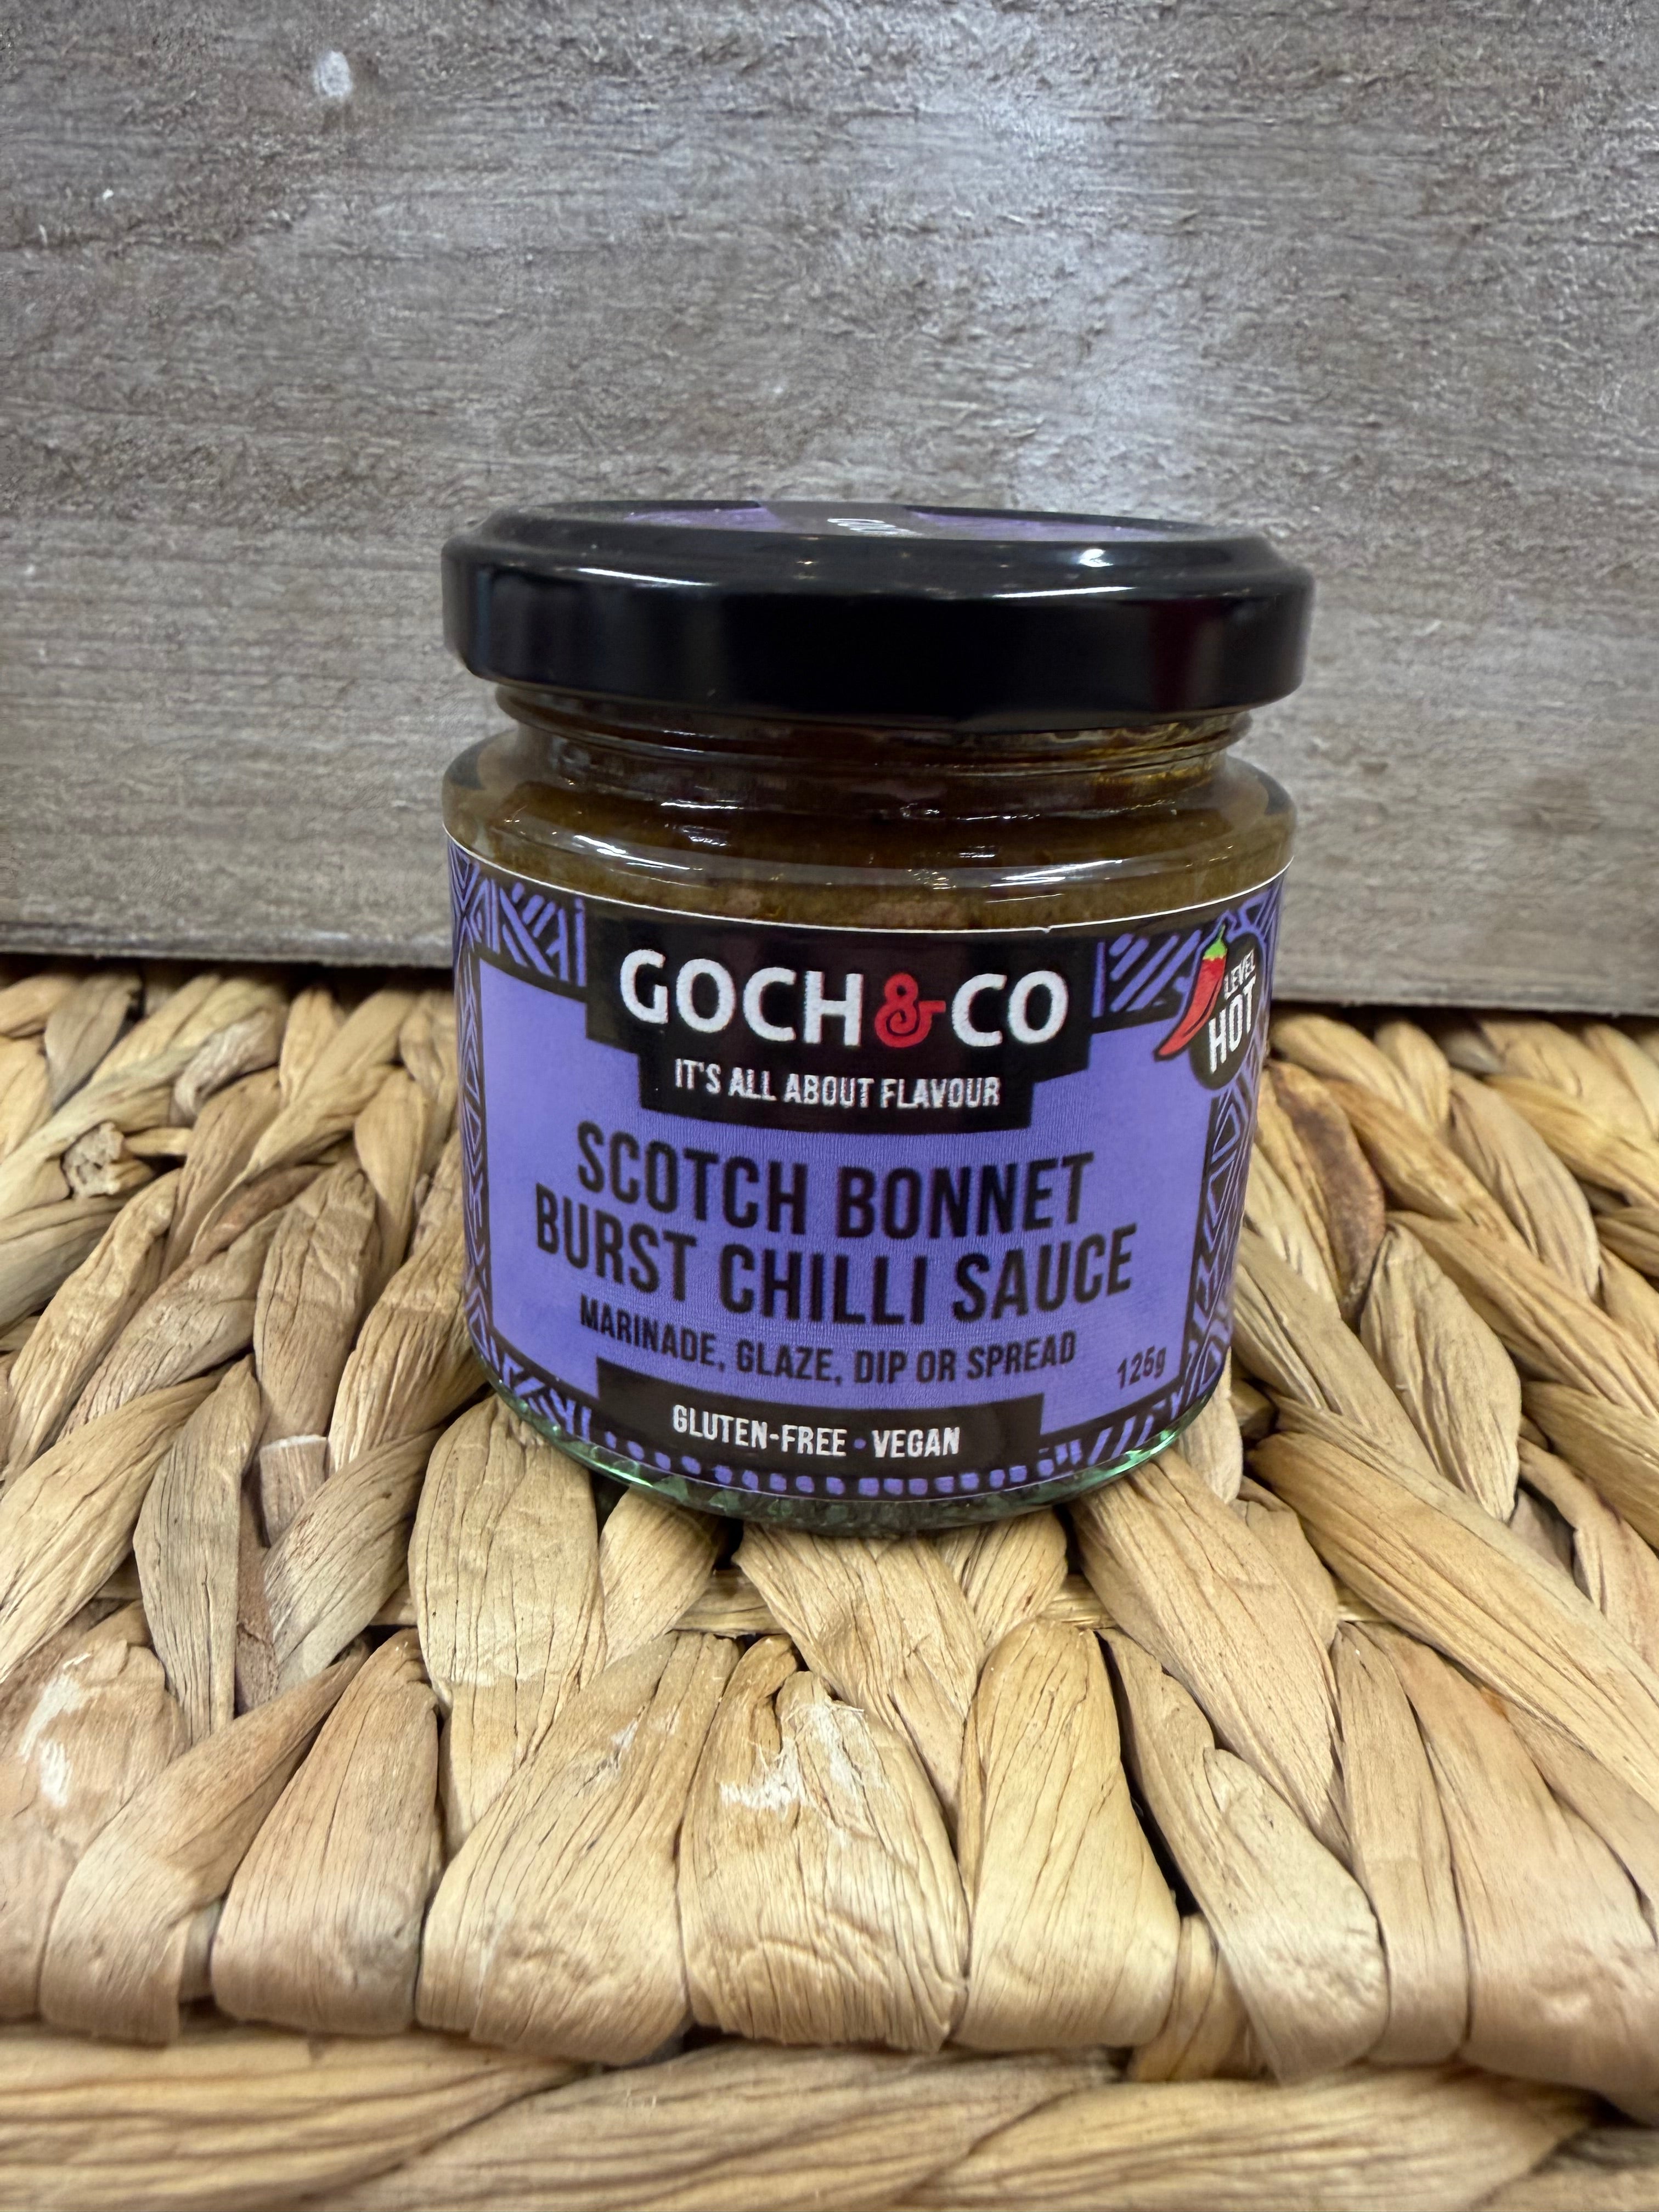 GOCH&CO
IT'S ALL ABOUT FLAVOUR
LEVEL
HOT
SCOTCH BONNET
BURST CHILLI SAUCE
MARINADE, GLAZE, DIP OR SPREAD
125g
GLUTEN-FREE • VEGAN